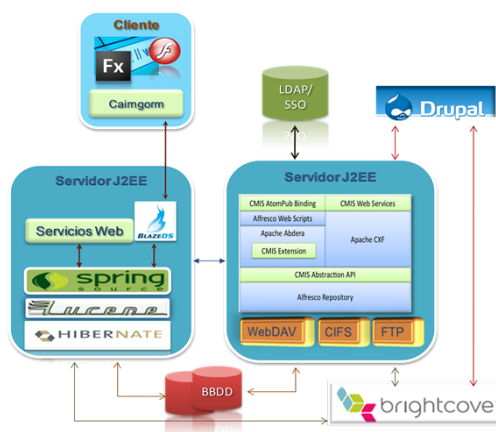 Cliente
Fx
Cairngorm
LDAP/
SSO
Drupal
Servidor J2EE
Servicios Web
BLAZEDS
spring
source
Lucene
HIBERNATE
Servidor J2EE
CMIS AtomPub Binding
CMIS Web Services
Alfresco Web Scripts
Apache Abdera
CMIS Extension
Apache CXF
CMIS Abstraction API
Alfresco Repository
WebDAV
CIFS
FTP
BBDD
brightcove